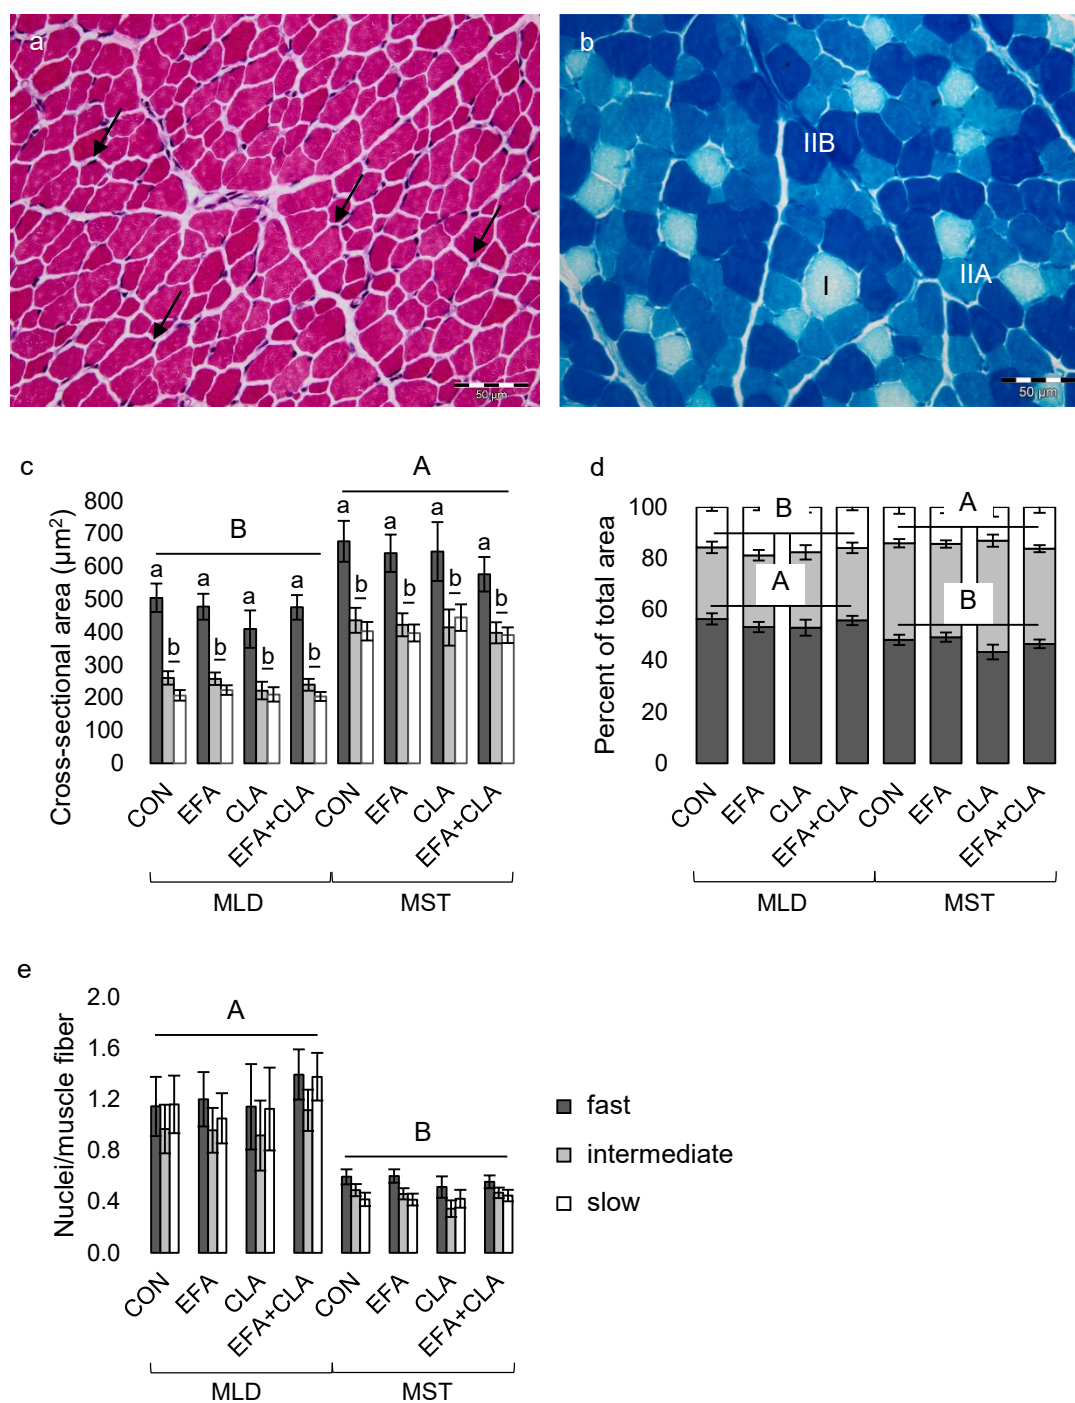 a
50 µm
b
IIB
I
IIA
50 µm
c
Cross-sectional area (µm²)
800
700
600
500
400
300
200
100
0
B
A
a
a
a
a
a
a
a
a
b
b
b
b
b
b
b
b
CON
EFA
CLA
EFA+CLA
CON
EFA
CLA
EFA+CLA
MLD
MST
d
Percent of total area
100
80
60
40
20
0
B
A
A
B
CON
EFA
CLA
EFA+CLA
CON
EFA
CLA
EFA+CLA
MLD
MST
e
Nuclei/muscle fiber
2.0
1.6
1.2
0.8
0.4
0.0
A
B
CON
EFA
CLA
EFA+CLA
CON
EFA
CLA
EFA+CLA
MLD
MST
fast
intermediate
slow